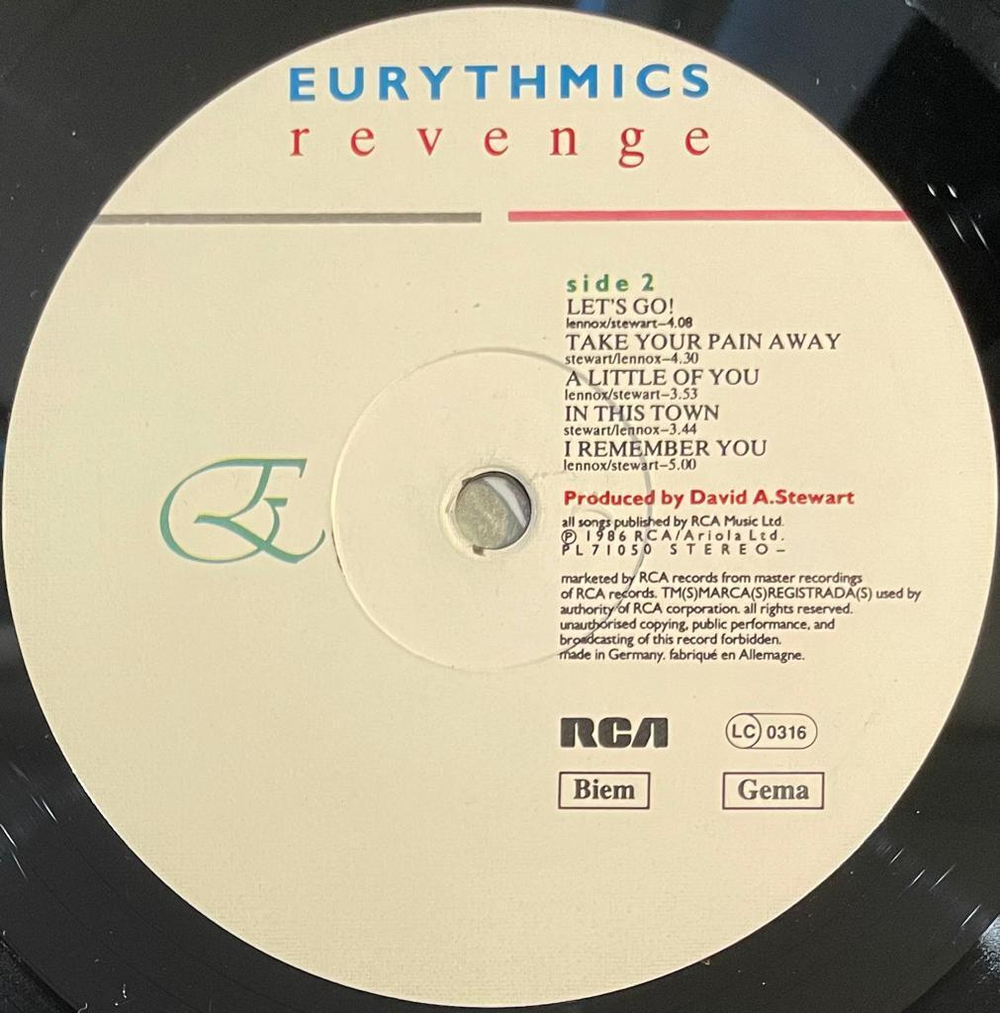 EURYTHMICS
revenge
side 2
LET'S GO!
lennox/stewart–4.08
TAKE YOUR PAIN AWAY
stewart/lennox–4.30
A LITTLE OF YOU
lennox/stewart–3.53
IN THIS TOWN
stewart/lennox–3.44
I REMEMBER YOU
lennox/stewart–5.00
Produced by David A.Stewart
all songs published by RCA Music Ltd.
℗ 1986 RCA/Ariola Ltd.
PL71050 STEREO–
marketed by RCA records from master recordings
of RCA records. TM(S)MARCA(S)REGISTRADA(S) used by
authority of RCA corporation. all rights reserved.
unauthorised copying, public performance, and
broadcasting of this record forbidden.
made in Germany. fabriqué en Allemagne.
RCA
LC 0316
Biem
Gema